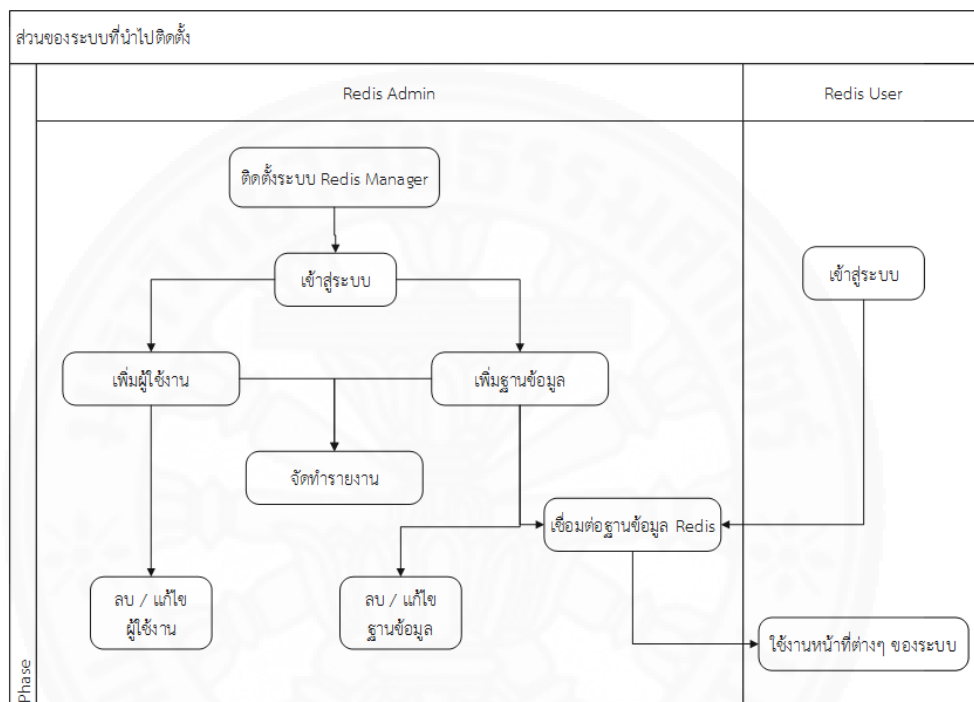 ส่วนของระบบที่นำไปติดตั้ง
Redis Admin
Redis User
ติดตั้งระบบ Redis Manager
เข้าสู่ระบบ
เข้าสู่ระบบ
เพิ่มผู้ใช้งาน
เพิ่มฐานข้อมูล
จัดทำรายงาน
เชื่อมต่อฐานข้อมูล Redis
ลบ / แก้ไข
ผู้ใช้งาน
ลบ / แก้ไข
ฐานข้อมูล
ใช้งานหน้าที่ต่างๆ ของระบบ
Phase